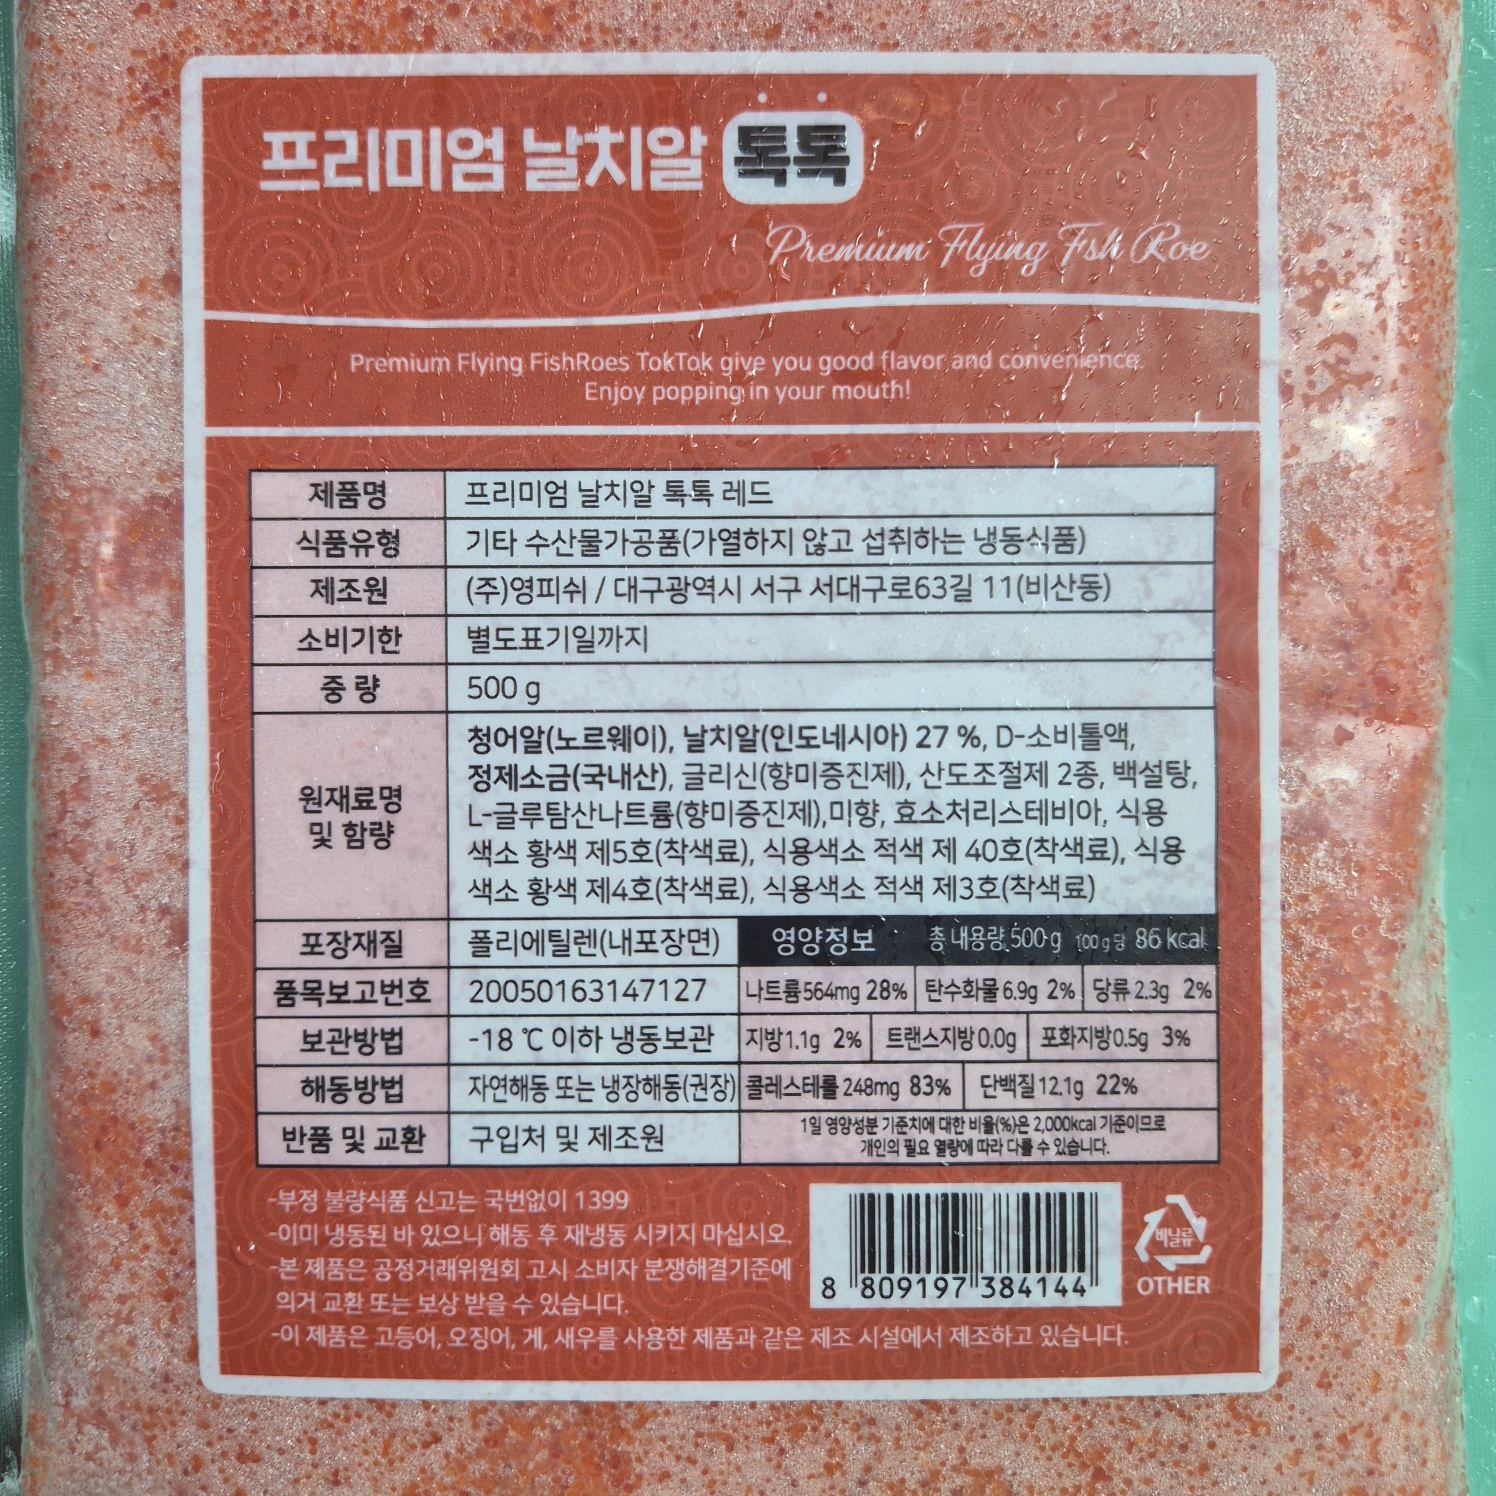 프리미엄 날치알 톡톡
Premium Flying Fish Roe
Premium Flying FishRoes TokTok give you good flavor and convenience.
Enjoy popping in your mouth!
제품명 프리미엄 날치알 톡톡 레드
식품유형 기타 수산물가공품(가열하지 않고 섭취하는 냉동식품)
제조원 (주)영피쉬 / 대구광역시 서구 서대구로63길 11(비산동)
소비기한 별도표기일까지
중 량 500 g
원재료명 및 함량
청어알(노르웨이), 날치알(인도네시아) 27 %, D-소비톨액,
정제소금(국내산), 글리신(향미증진제), 산도조절제 2종, 백설탕,
L-글루탐산나트륨(향미증진제),미향, 효소처리스테비아, 식용
색소 황색 제5호(착색료), 식용색소 적색 제 40호(착색료), 식용
색소 황색 제4호(착색료), 식용색소 적색 제3호(착색료)
포장재질 폴리에틸렌(내포장면)
품목보고번호 20050163147127
보관방법 -18 ℃ 이하 냉동보관
해동방법 자연해동 또는 냉장해동(권장)
반품 및 교환 구입처 및 제조원
영양정보 총 내용량 500 g 100 g 당 86 kcal
나트륨 564mg 28% 탄수화물 6.9g 2% 당류 2.3g 2%
지방 1.1g 2% 트랜스지방 0.0g 포화지방 0.5g 3%
콜레스테롤 248mg 83% 단백질 12.1g 22%
1일 영양성분 기준치에 대한 비율(%)은 2,000kcal 기준이므로
개인의 필요 열량에 따라 다를 수 있습니다.
-부정 불량식품 신고는 국번없이 1399
-이미 냉동된 바 있으니 해동 후 재냉동 시키지 마십시오.
-본 제품은 공정거래위원회 고시 소비자 분쟁해결기준에
의거 교환 또는 보상 받을 수 있습니다.
-이 제품은 고등어, 오징어, 게, 새우를 사용한 제품과 같은 제조 시설에서 제조하고 있습니다.
8 809197 384144
비닐류
OTHER